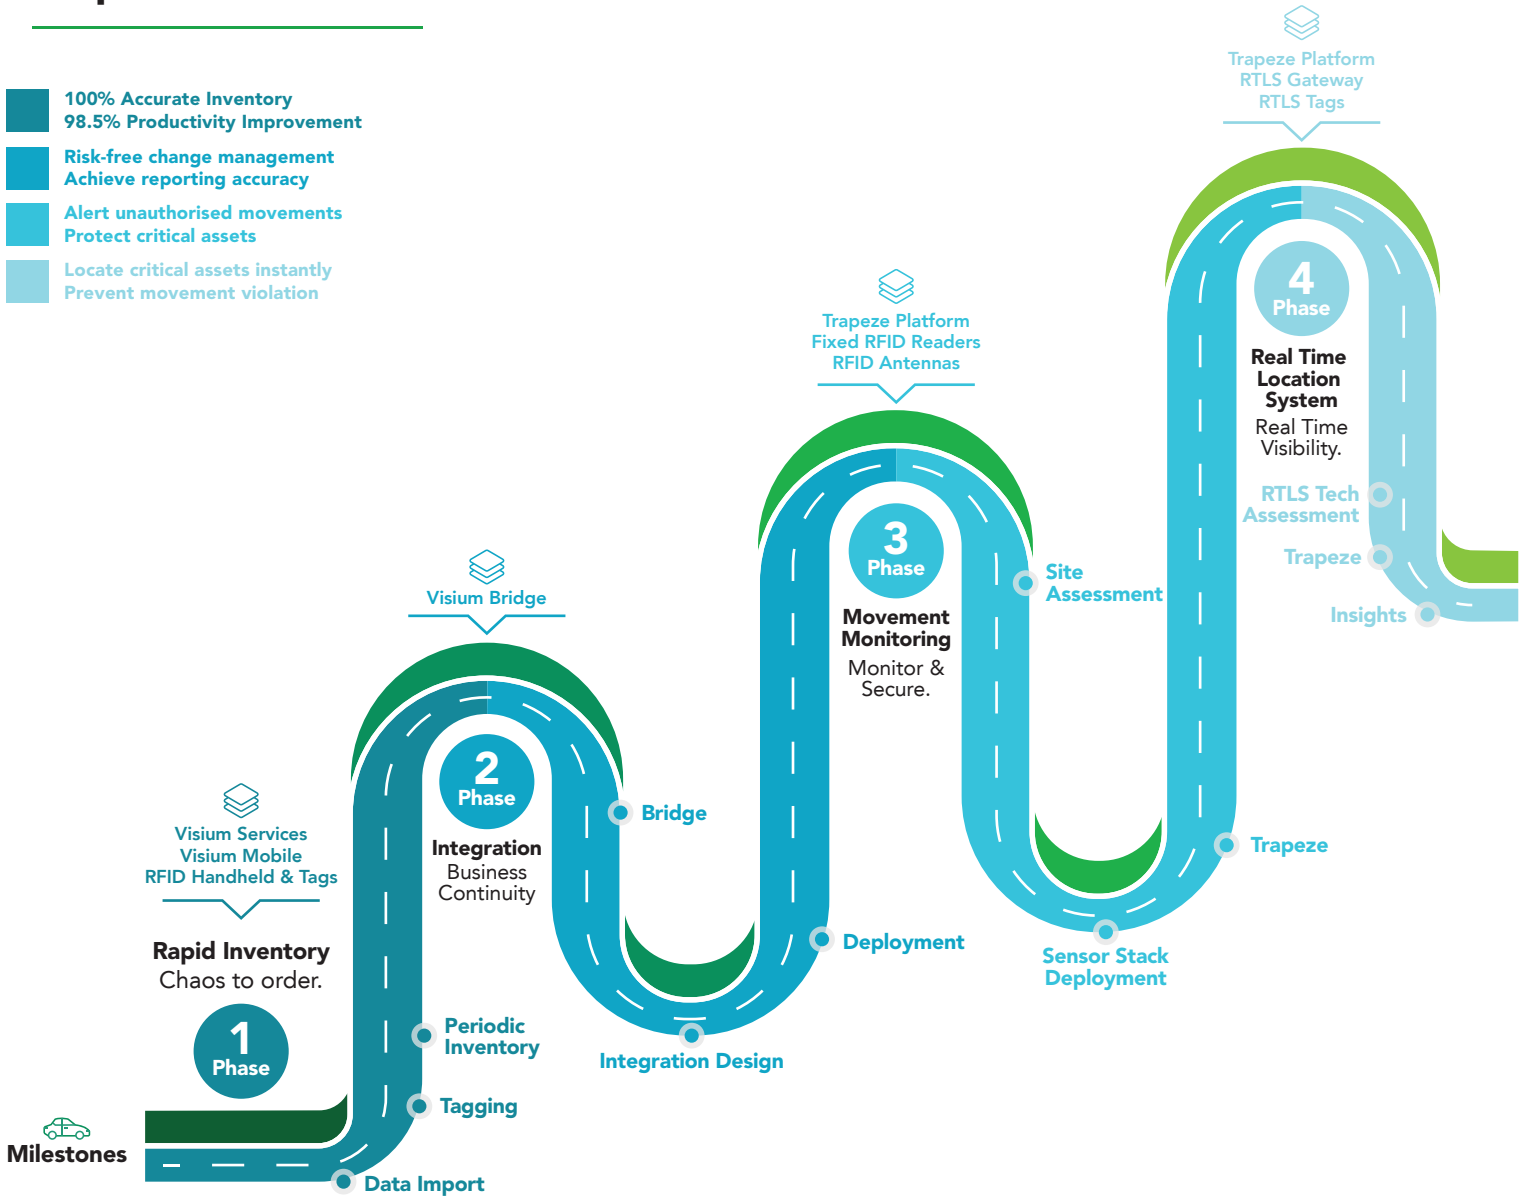 100% Accurate Inventory
98.5% Productivity Improvement
Risk-free change management
Achieve reporting accuracy
Alert unauthorised movements
Protect critical assets
Locate critical assets instantly
Prevent movement violation
Trapeze Platform
RTLS Gateway
RTLS Tags
4
Phase
Real Time
Location
System
Real Time
Visibility.
RTLS Tech
Assessment
Trapeze
Insights
Trapeze Platform
Fixed RFID Readers
RFID Antennas
3
Phase
Movement
Monitoring
Monitor &
Secure.
Site
Assessment
Trapeze
Sensor Stack
Deployment
Visium Bridge
2
Phase
Integration
Business
Continuity
Bridge
Deployment
Integration Design
Visium Services
Visium Mobile
RFID Handheld & Tags
Rapid Inventory
Chaos to order.
1
Phase
Periodic
Inventory
Tagging
Data Import
Milestones